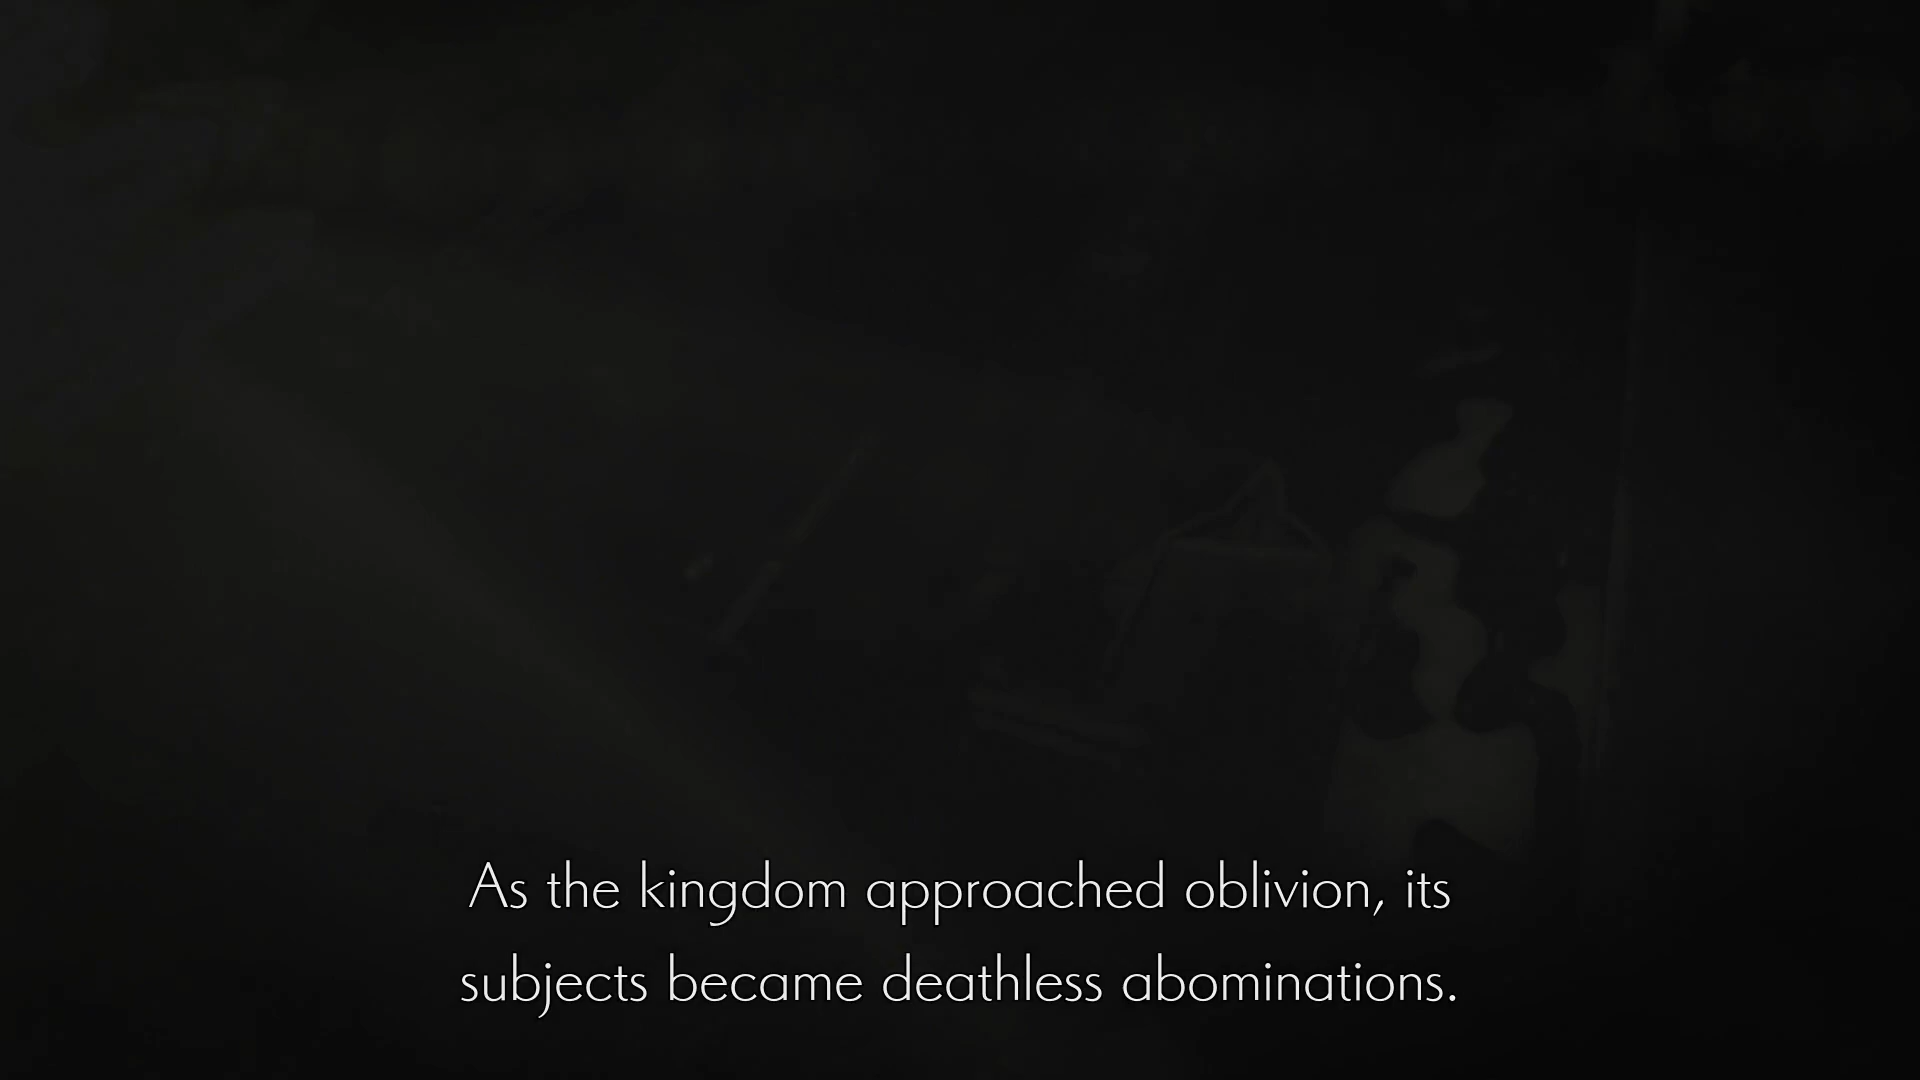 As the kingdom approached oblivion, its
subjects became deathless abominations.